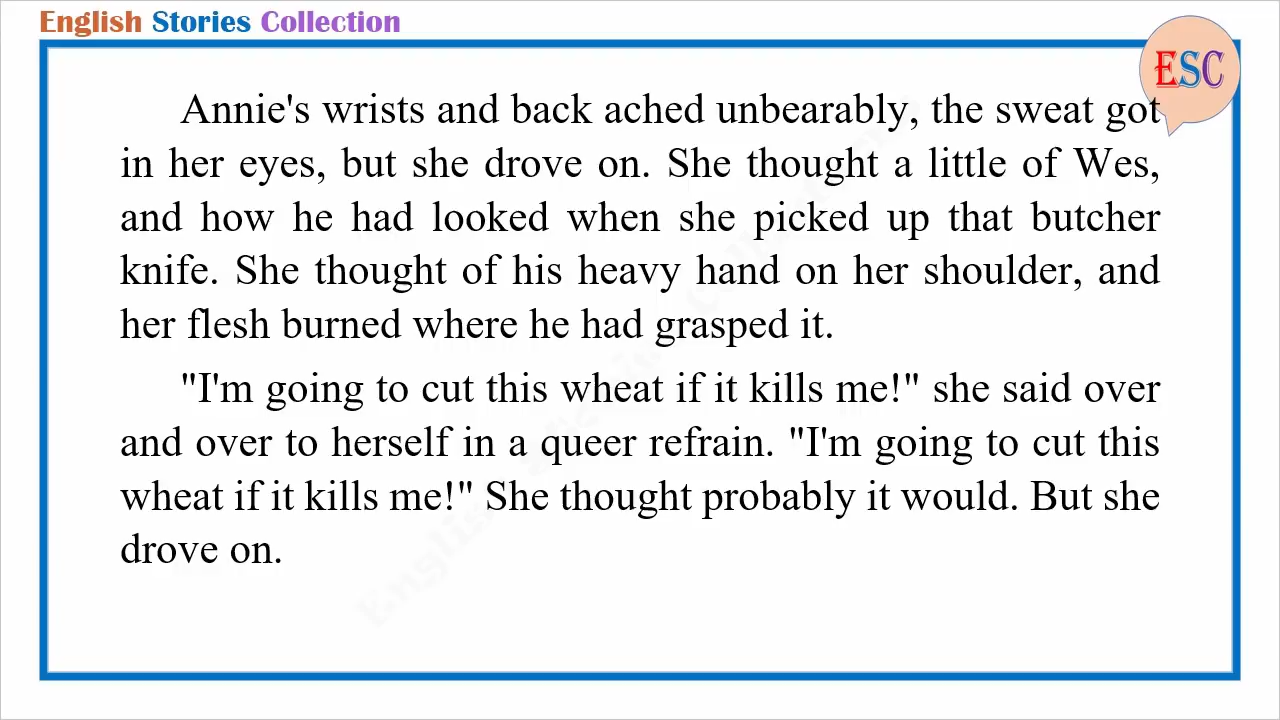 English Stories Collection
ESC
Annie's wrists and back ached unbearably, the sweat got
in her eyes, but she drove on. She thought a little of Wes,
and how he had looked when she picked up that butcher
knife. She thought of his heavy hand on her shoulder, and
her flesh burned where he had grasped it.
"I'm going to cut this wheat if it kills me!" she said over
and over to herself in a queer refrain. "I'm going to cut this
wheat if it kills me!" She thought probably it would. But she
drove on.